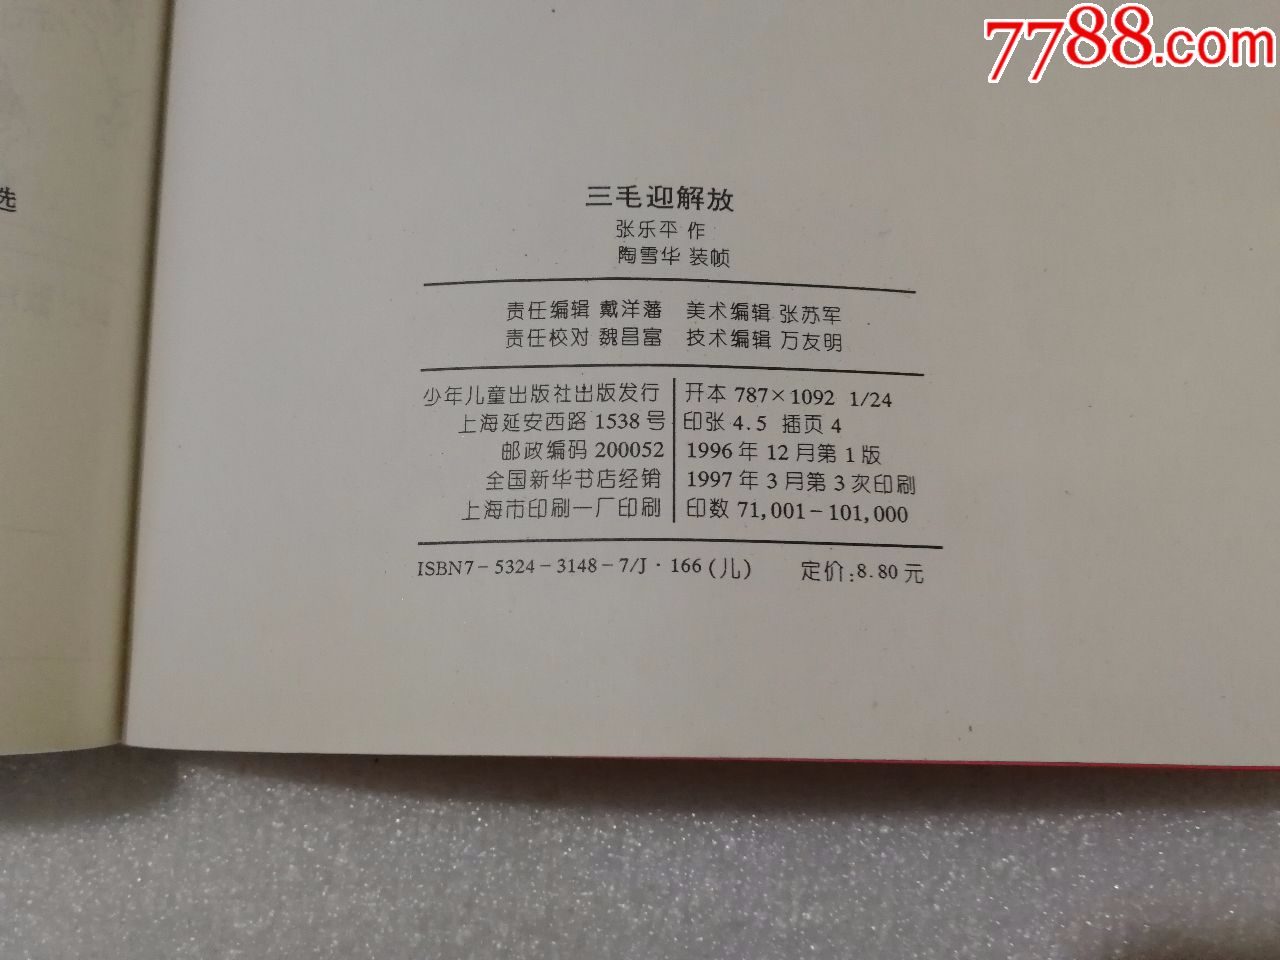 7788.com
选
三毛迎解放
张乐平 作
陶雪华 装帧
责任编辑 戴洋藩 美术编辑 张苏军
责任校对 魏昌富 技术编辑 万友明
少年儿童出版社出版发行
上海延安西路 1538 号
邮政编码 200052
全国新华书店经销
上海市印刷一厂印刷
开本 787×1092 1/24
印张 4.5 插页 4
1996 年 12 月第 1 版
1997 年 3 月第 3 次印刷
印数 71,001-101,000
ISBN7-5324-3148-7/J·166(儿) 定价:8.80 元